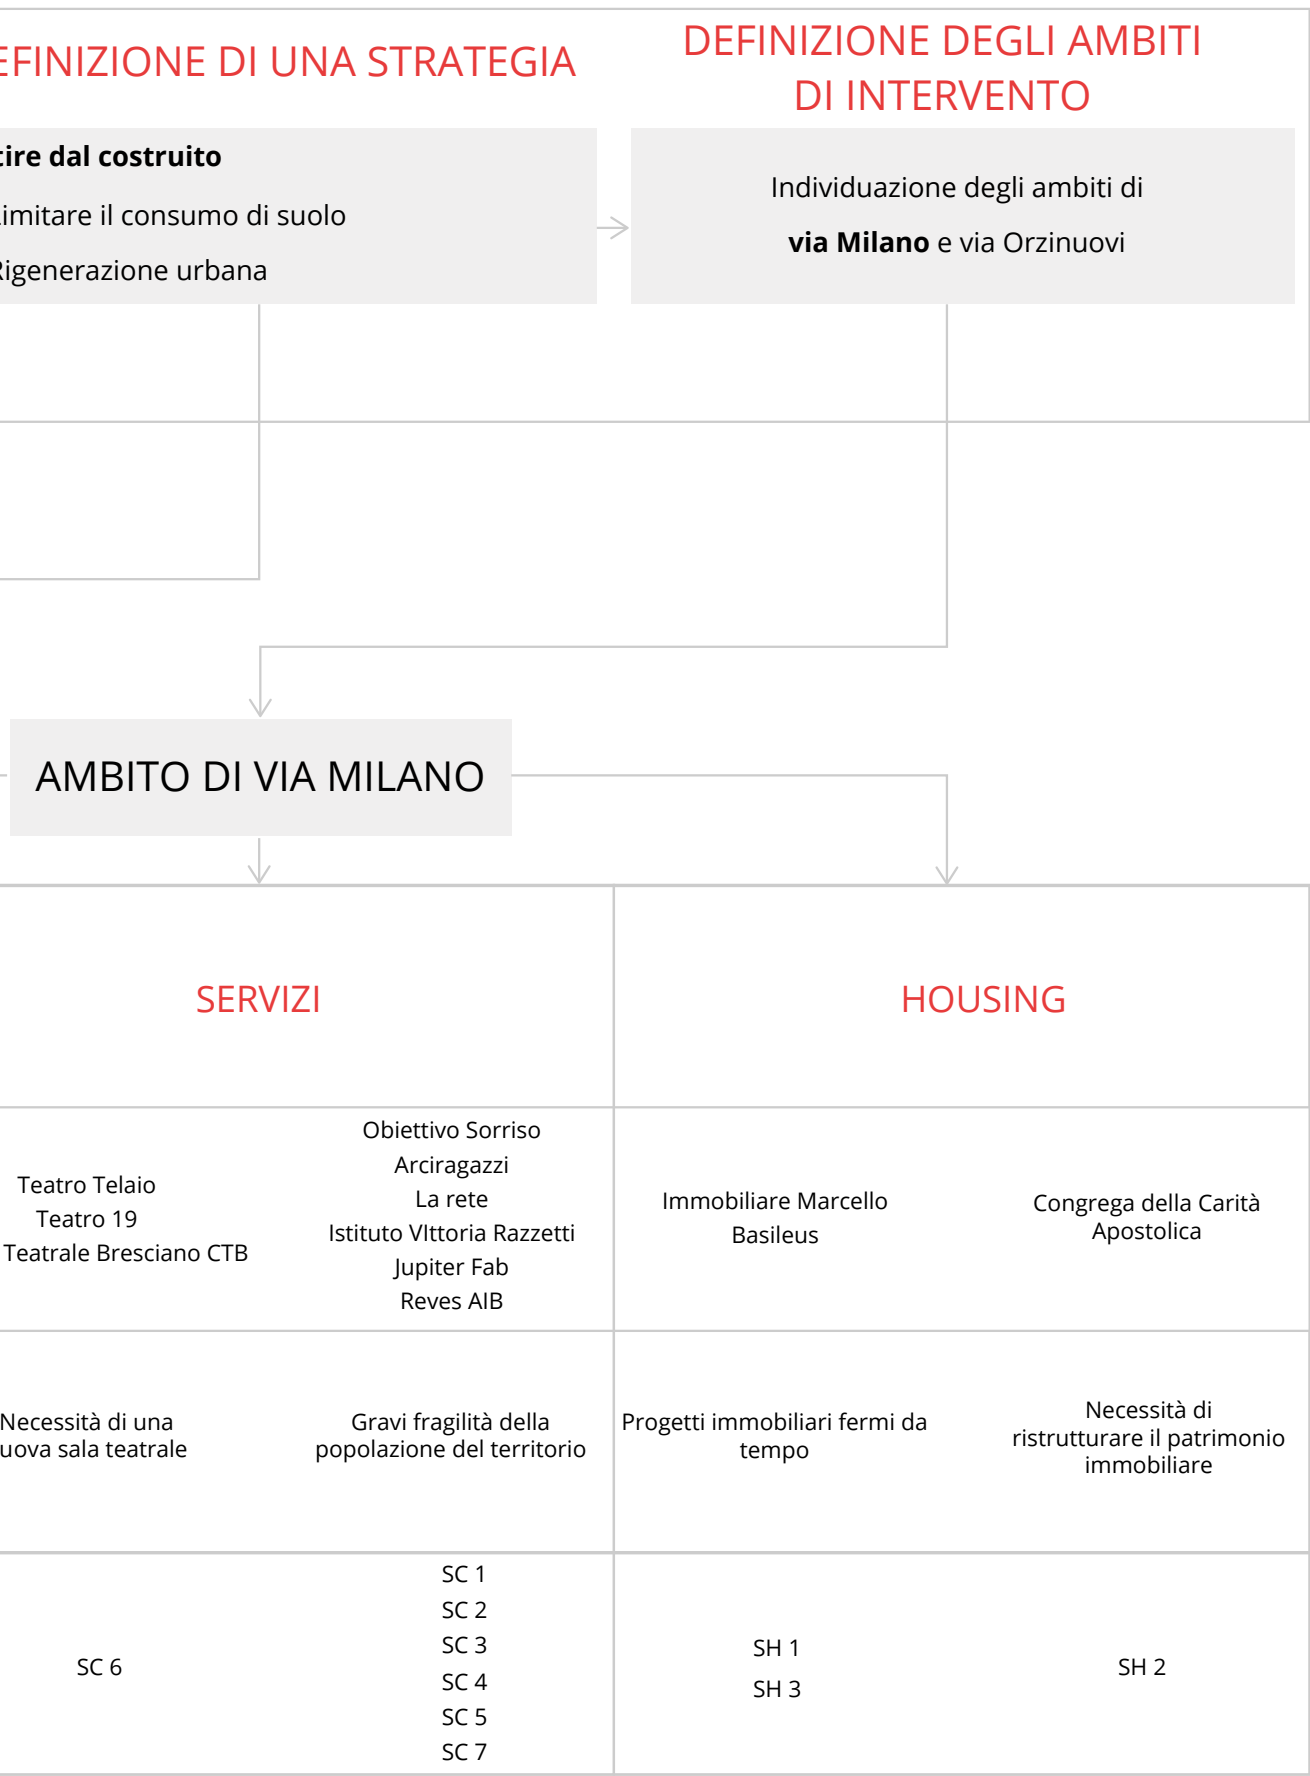 EFINIZIONE DI UNA STRATEGIA
DEFINIZIONE DEGLI AMBITI
DI INTERVENTO
tire dal costruito
Limitare il consumo di suolo
Rigenerazione urbana
Individuazione degli ambiti di
via Milano e via Orzinuovi
AMBITO DI VIA MILANO
SERVIZI
HOUSING
Teatro Telaio
Teatro 19
Teatrale Bresciano CTB
Obiettivo Sorriso
Arciragazzi
La rete
Istituto VIttoria Razzetti
Jupiter Fab
Reves AIB
Immobiliare Marcello
Basileus
Congrega della Carità
Apostolica
Necessità di una
uova sala teatrale
Gravi fragilità della
popolazione del territorio
Progetti immobiliari fermi da
tempo
Necessità di
ristrutturare il patrimonio
immobiliare
SC 6
SC 1
SC 2
SC 3
SC 4
SC 5
SC 7
SH 1
SH 3
SH 2